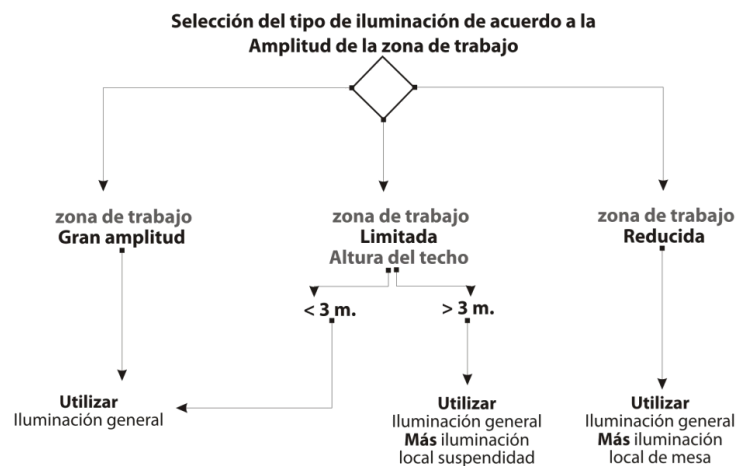 Selección del tipo de iluminación de acuerdo a la
Amplitud de la zona de trabajo
zona de trabajo
Gran amplitud
zona de trabajo
Limitada
Altura del techo
zona de trabajo
Reducida
< 3 m.
> 3 m.
Utilizar
Iluminación general
Utilizar
Iluminación general
Más iluminación
local suspendidad
Utilizar
Iluminación general
Más iluminación
local de mesa